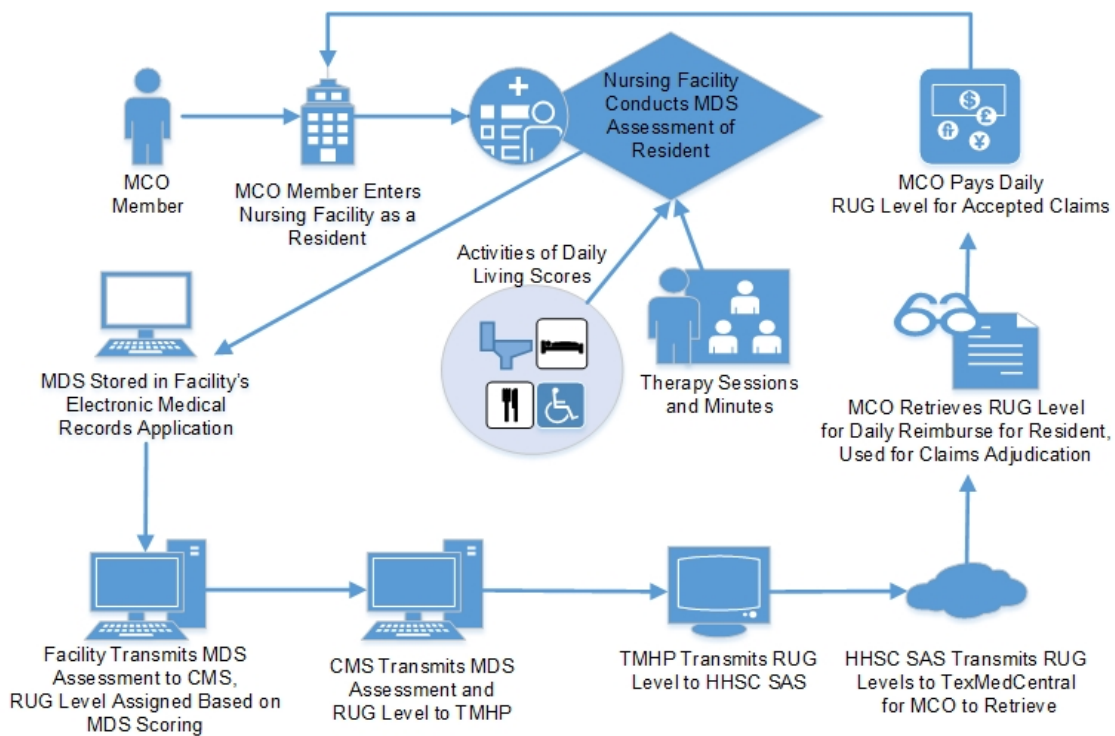 MCO
Member
MCO Member Enters
Nursing Facility as a
Resident
Nursing Facility
Conducts MDS
Assessment of
Resident
Activities of Daily
Living Scores
Therapy Sessions
and Minutes
MDS Stored in Facility's
Electronic Medical
Records Application
Facility Transmits MDS
Assessment to CMS,
RUG Level Assigned Based on
MDS Scoring
CMS Transmits MDS
Assessment and
RUG Level to TMHP
TMHP Transmits RUG
Level to HHSC SAS
HHSC SAS Transmits RUG
Levels to TexMedCentral
for MCO to Retrieve
MCO Retrieves RUG Level
for Daily Reimburse for Resident,
Used for Claims Adjudication
MCO Pays Daily
RUG Level for Accepted Claims